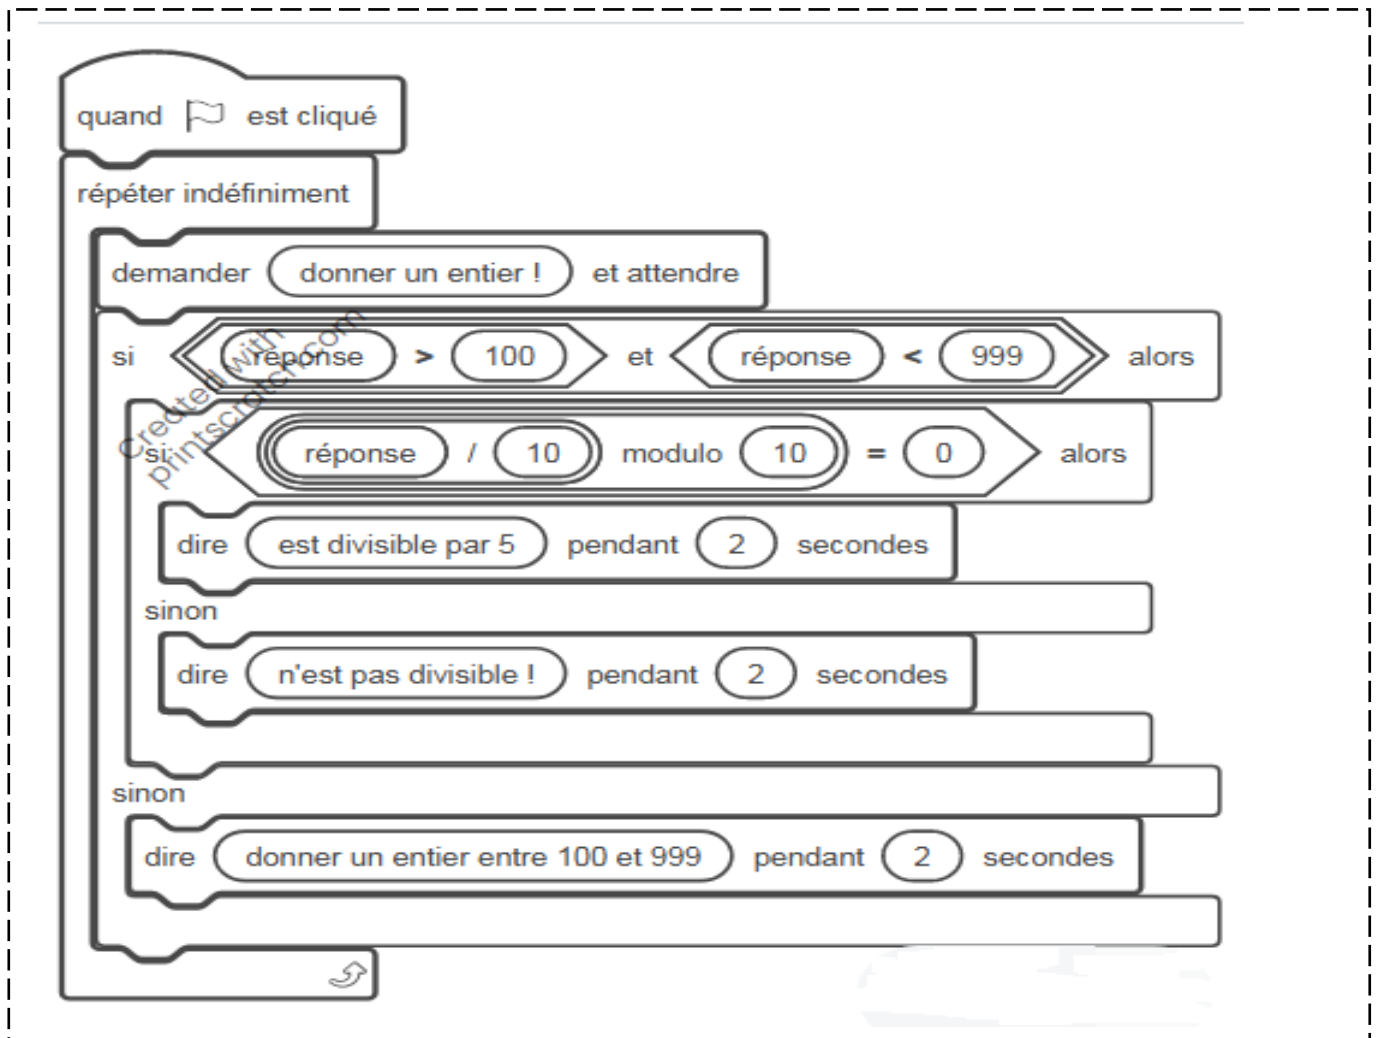 quand est cliqué
répéter indéfiniment
demander donner un entier ! et attendre
si réponse > 100 et réponse < 999 alors
Created with
printscratch.com
si réponse / 10 modulo 10 = 0 alors
dire est divisible par 5 pendant 2 secondes
sinon
dire n'est pas divisible ! pendant 2 secondes
sinon
dire donner un entier entre 100 et 999 pendant 2 secondes